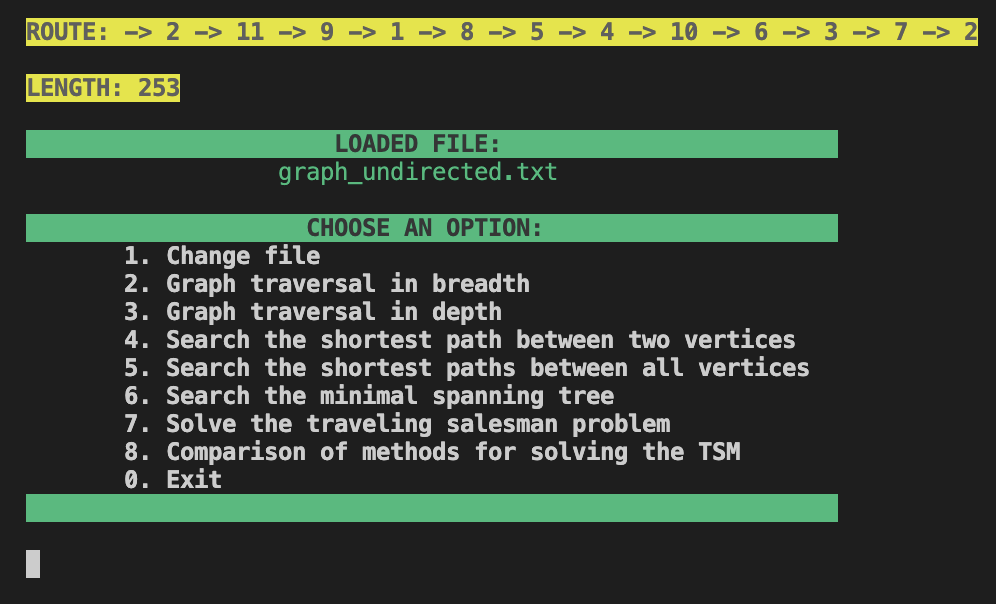 ROUTE: -> 2 -> 11 -> 9 -> 1 -> 8 -> 5 -> 4 -> 10 -> 6 -> 3 -> 7 -> 2
LENGTH: 253
LOADED FILE:
graph_undirected.txt
CHOOSE AN OPTION:
1. Change file
2. Graph traversal in breadth
3. Graph traversal in depth
4. Search the shortest path between two vertices
5. Search the shortest paths between all vertices
6. Search the minimal spanning tree
7. Solve the traveling salesman problem
8. Comparison of methods for solving the TSM
0. Exit